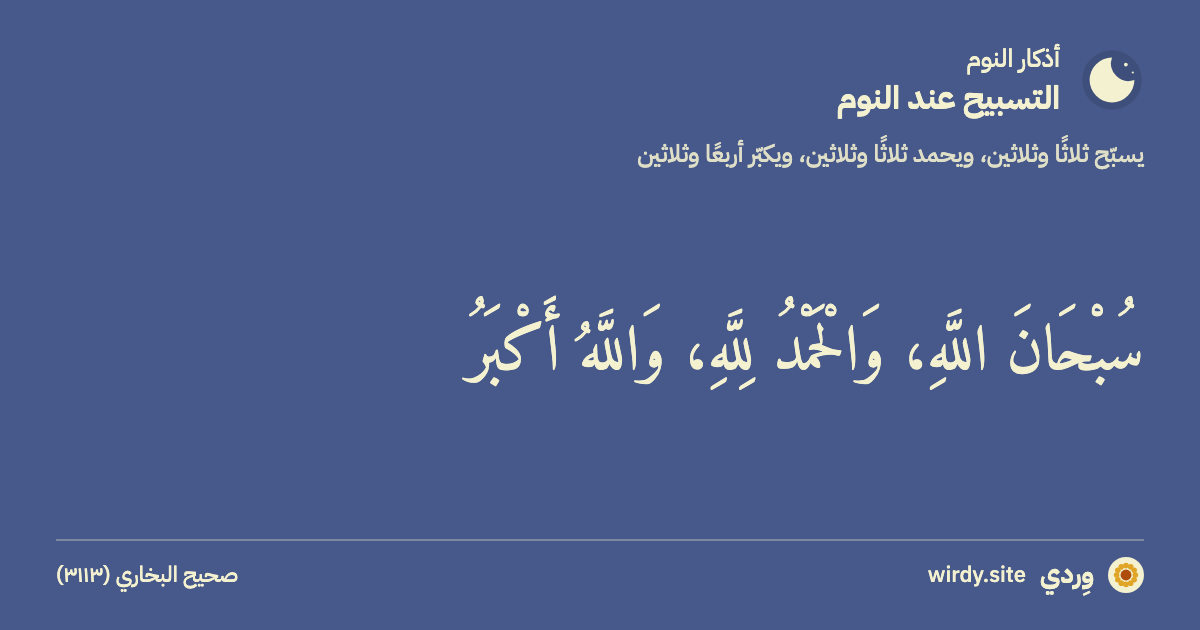 أذكار النوم
التسبيح عند النوم
يسبّح ثلاثًا وثلاثين، ويحمد ثلاثًا وثلاثين، ويكبّر أربعًا وثلاثين
سُبْحَانَ اللَّهِ، وَالْحَمْدُ لِلَّهِ، وَاللَّهُ أَكْبَرُ
وِردي wirdy.site
صحيح البخاري (٣١١٣)